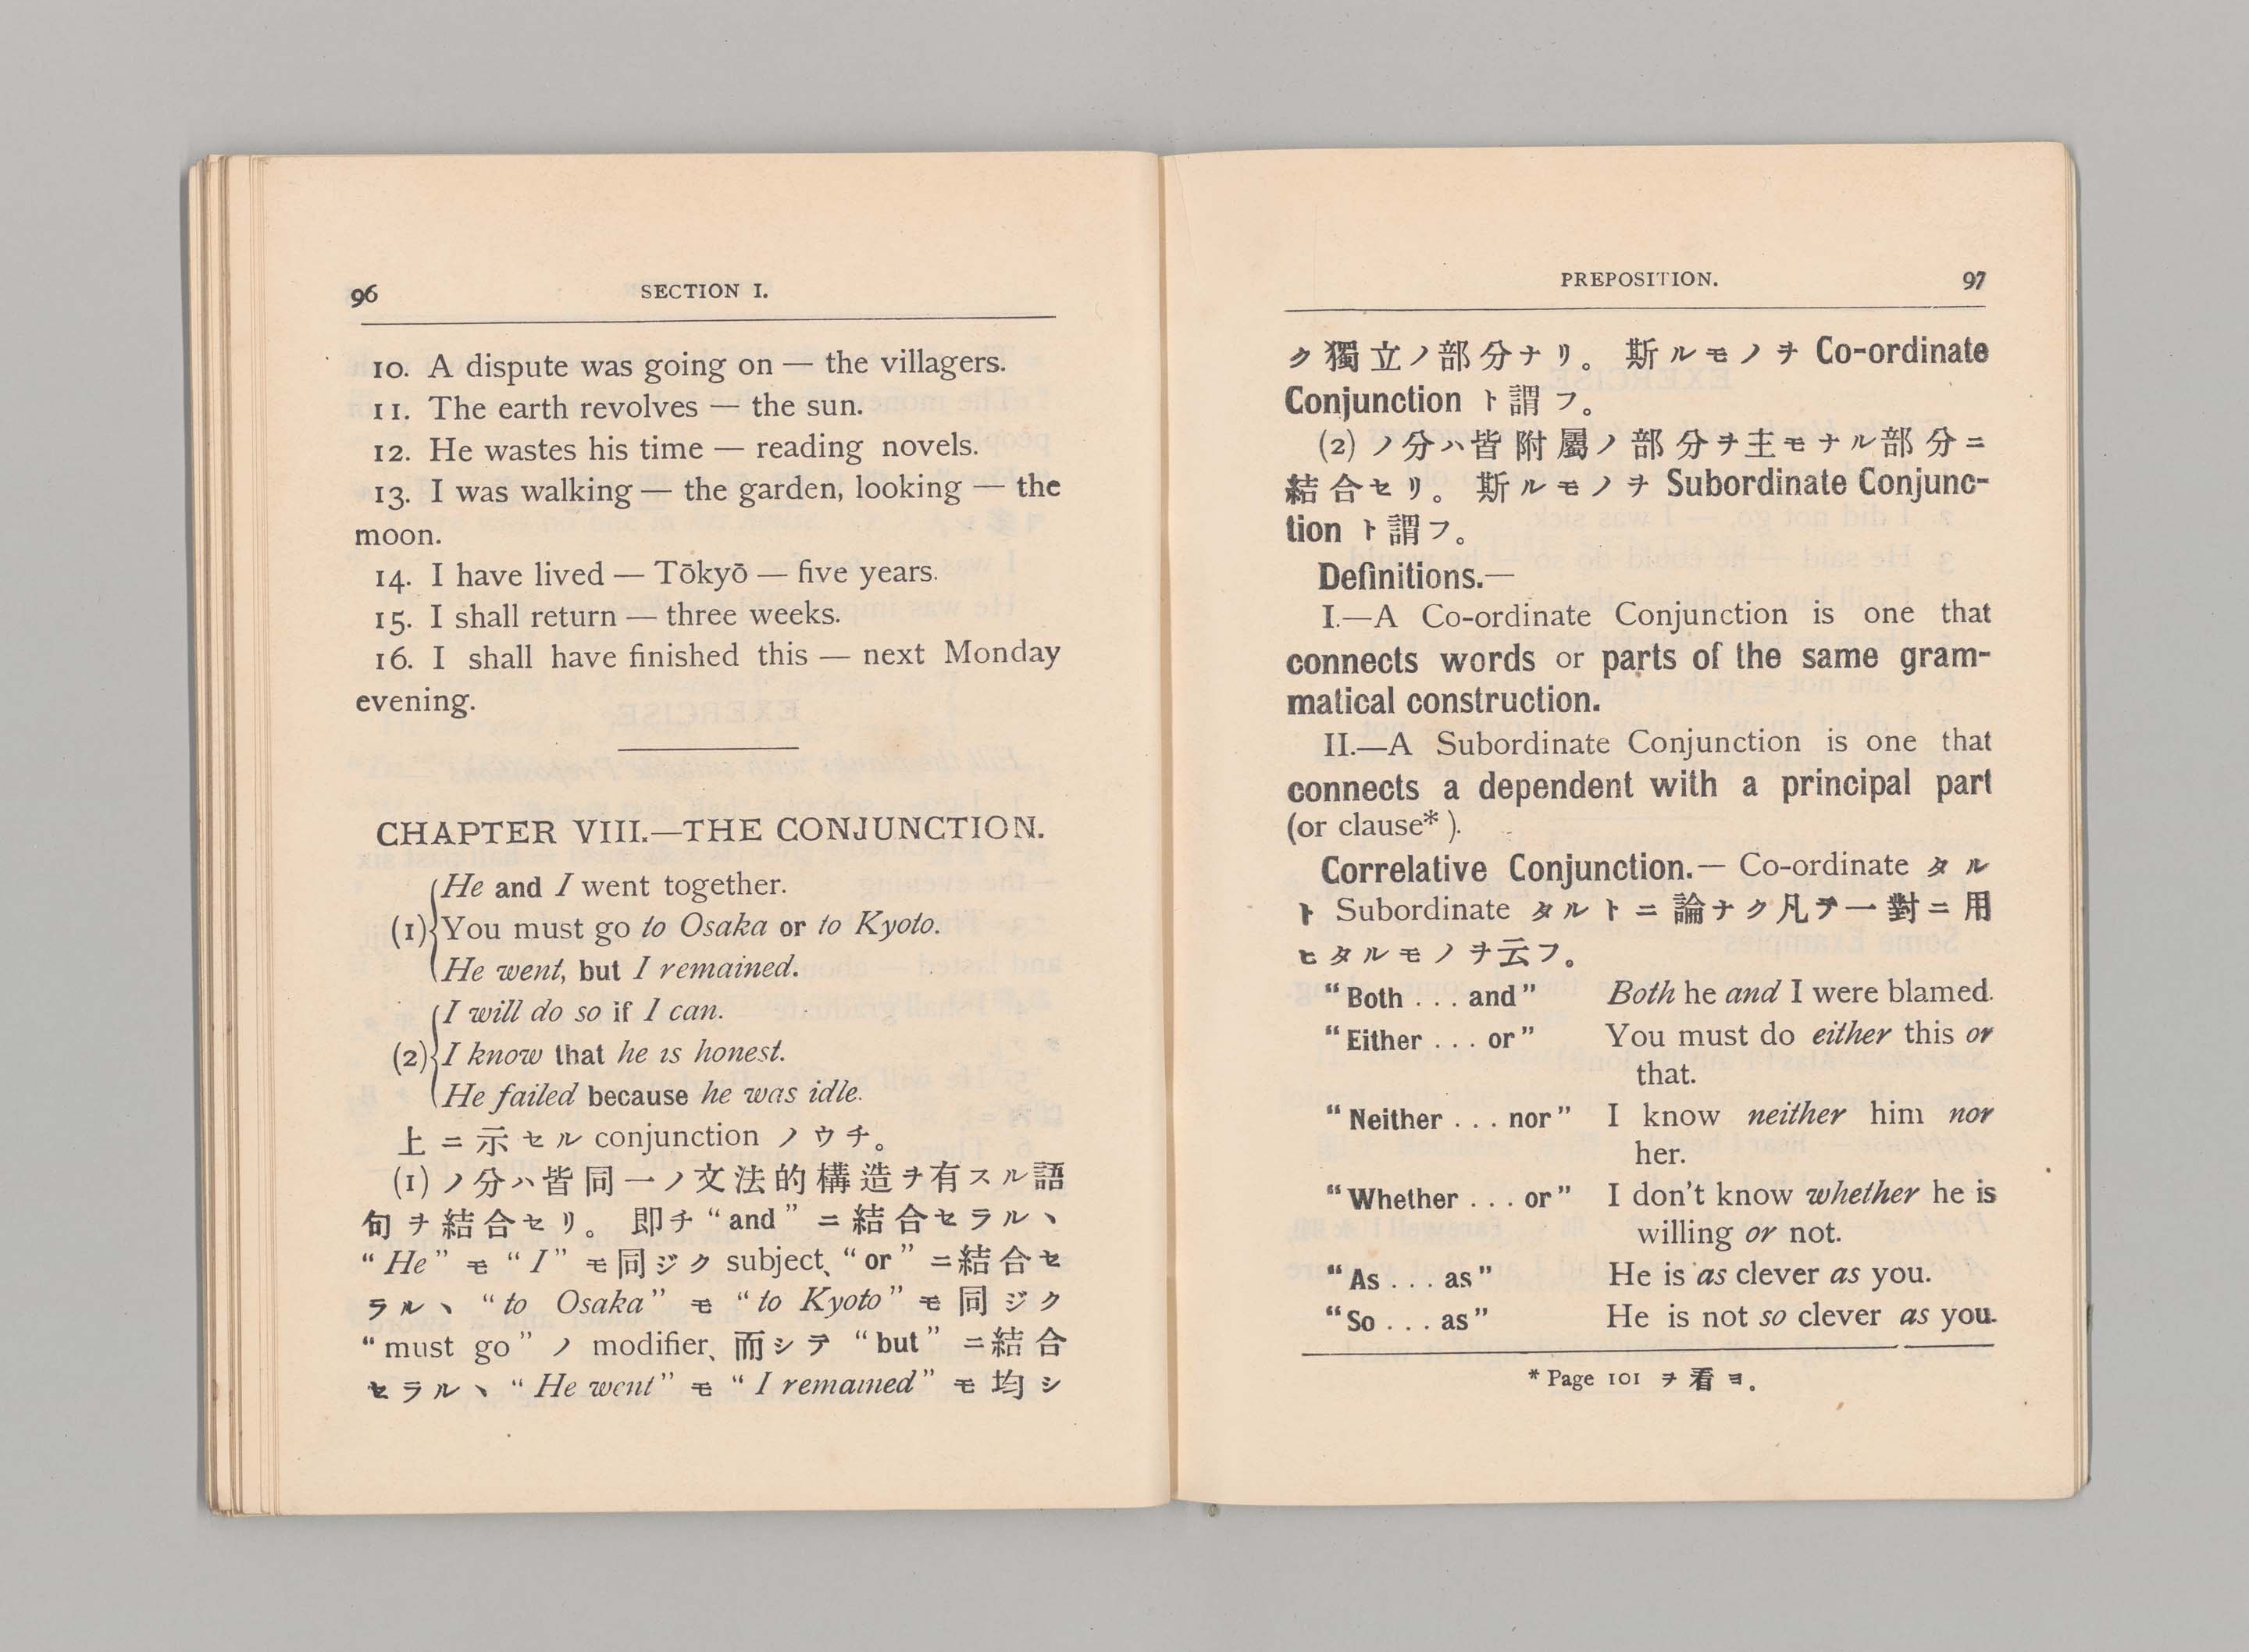 96 SECTION I.
10. A dispute was going on — the villagers.
11. The earth revolves — the sun.
12. He wastes his time — reading novels.
13. I was walking — the garden, looking — the
moon.
14. I have lived — Tōkyō — five years.
15. I shall return — three weeks.
16. I shall have finished this — next Monday
evening.
CHAPTER VIII.—THE CONJUNCTION.
He and I went together.
(1) You must go to Osaka or to Kyoto.
He went, but I remained.
I will do so if I can.
(2) I know that he is honest.
He failed because he was idle.
上ニ示セル conjunction ノウチ。
(1) ノ分ハ皆同一ノ文法的構造ヲ有スル語
句ヲ結合セリ。 即チ “and” ニ結合セラル、
“He” モ “I” モ同ジク subject、“or” ニ結合セ
ラル、 “to Osaka” モ “to Kyoto” モ同ジク
“must go” ノ modifier、而シテ “but” ニ結合
セラル、 “He went” モ “I remained” モ均シ
PREPOSITION. 97
ク獨立ノ部分ナリ。 斯ルモノヲ Co-ordinate
Conjunction ト謂フ。
(2) ノ分ハ皆附屬ノ部分ヲ主モナル部分ニ
結合セリ。 斯ルモノヲ Subordinate Conjunc-
tion ト謂フ。
Definitions.—
I.—A Co-ordinate Conjunction is one that
connects words or parts of the same gram-
matical construction.
II.—A Subordinate Conjunction is one that
connects a dependent with a principal part
(or clause*).
Correlative Conjunction.— Co-ordinate タル
ト Subordinate タルトニ論ナク凡テ一對ニ用
ヒタルモノヲ云フ。
“Both . . . and” Both he and I were blamed.
“Either . . . or” You must do either this or
that.
“Neither . . . nor” I know neither him nor
her.
“Whether . . . or” I don't know whether he is
willing or not.
“As . . . as” He is as clever as you.
“So . . . as” He is not so clever as you.
* Page 101 ヲ看ヨ。